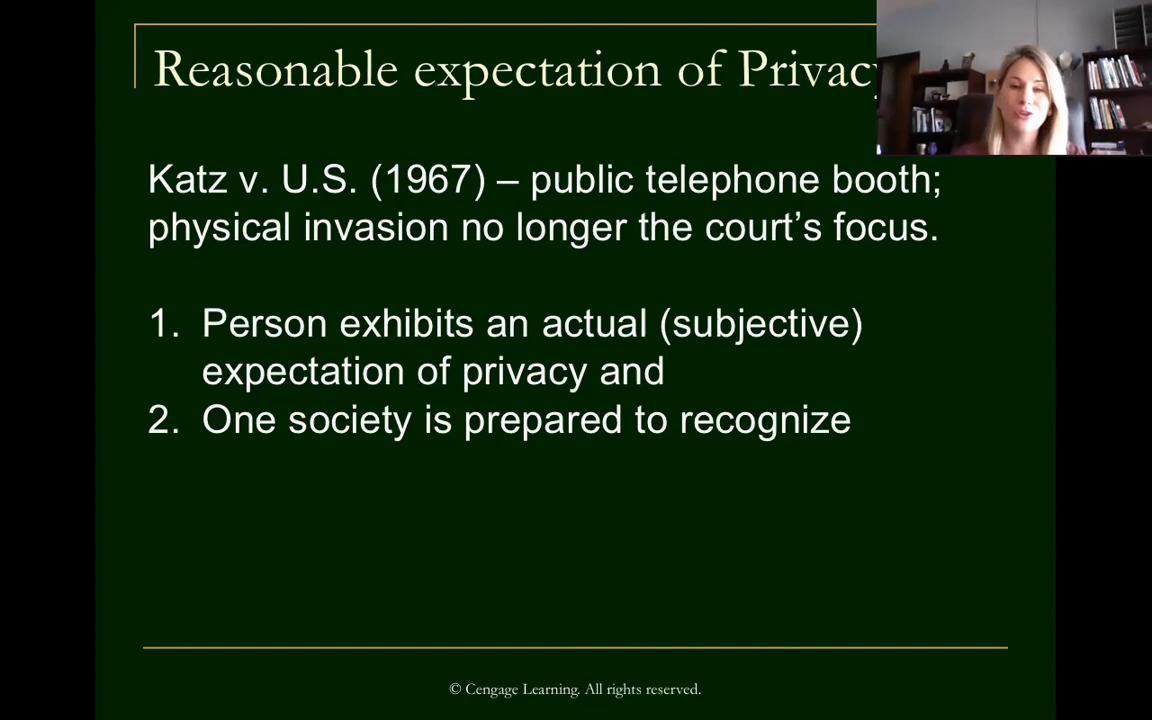 Reasonable expectation of Privacy
Katz v. U.S. (1967) – public telephone booth;
physical invasion no longer the court’s focus.
1. Person exhibits an actual (subjective)
expectation of privacy and
2. One society is prepared to recognize
© Cengage Learning. All rights reserved.